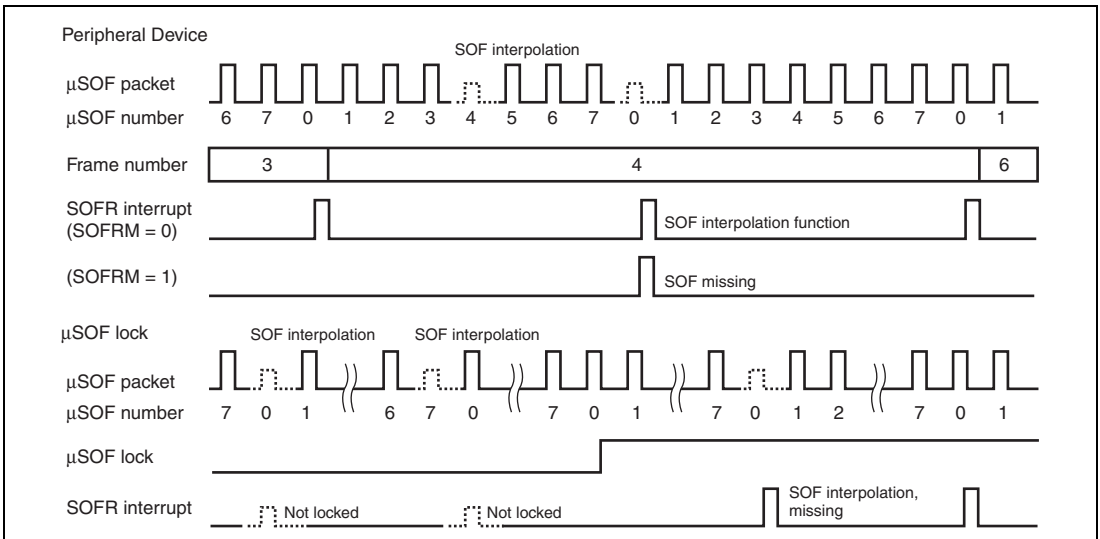 Peripheral Device
SOF interpolation
μSOF packet
μSOF number 6 7 0 1 2 3 4 5 6 7 0 1 2 3 4 5 6 7 0 1
Frame number 3 4 6
SOFR interrupt
(SOFRM = 0)
SOF interpolation function
(SOFRM = 1)
SOF missing
μSOF lock
SOF interpolation SOF interpolation
μSOF packet
μSOF number 7 0 1 6 7 0 7 0 1 7 0 1 2 7 0 1
μSOF lock
SOFR interrupt Not locked Not locked
SOF interpolation,
missing